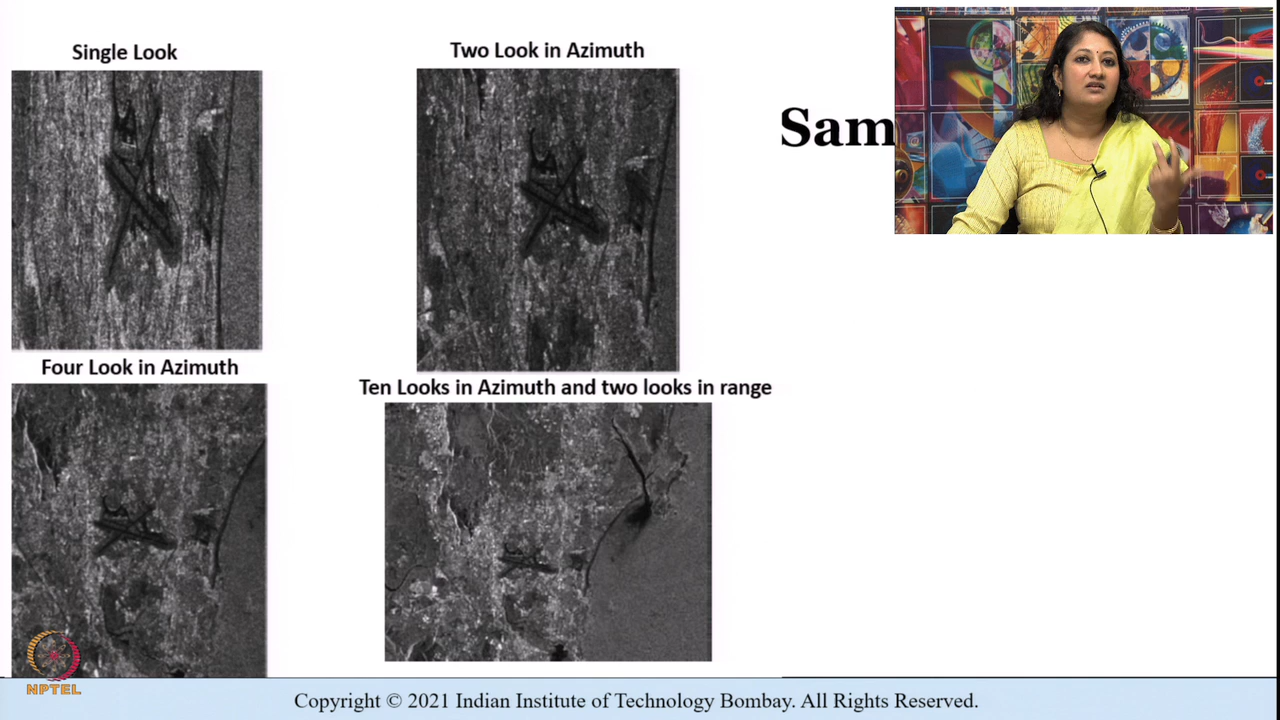 Single Look
Two Look in Azimuth
Sam
Four Look in Azimuth
Ten Looks in Azimuth and two looks in range
NPTEL
Copyright © 2021 Indian Institute of Technology Bombay. All Rights Reserved.